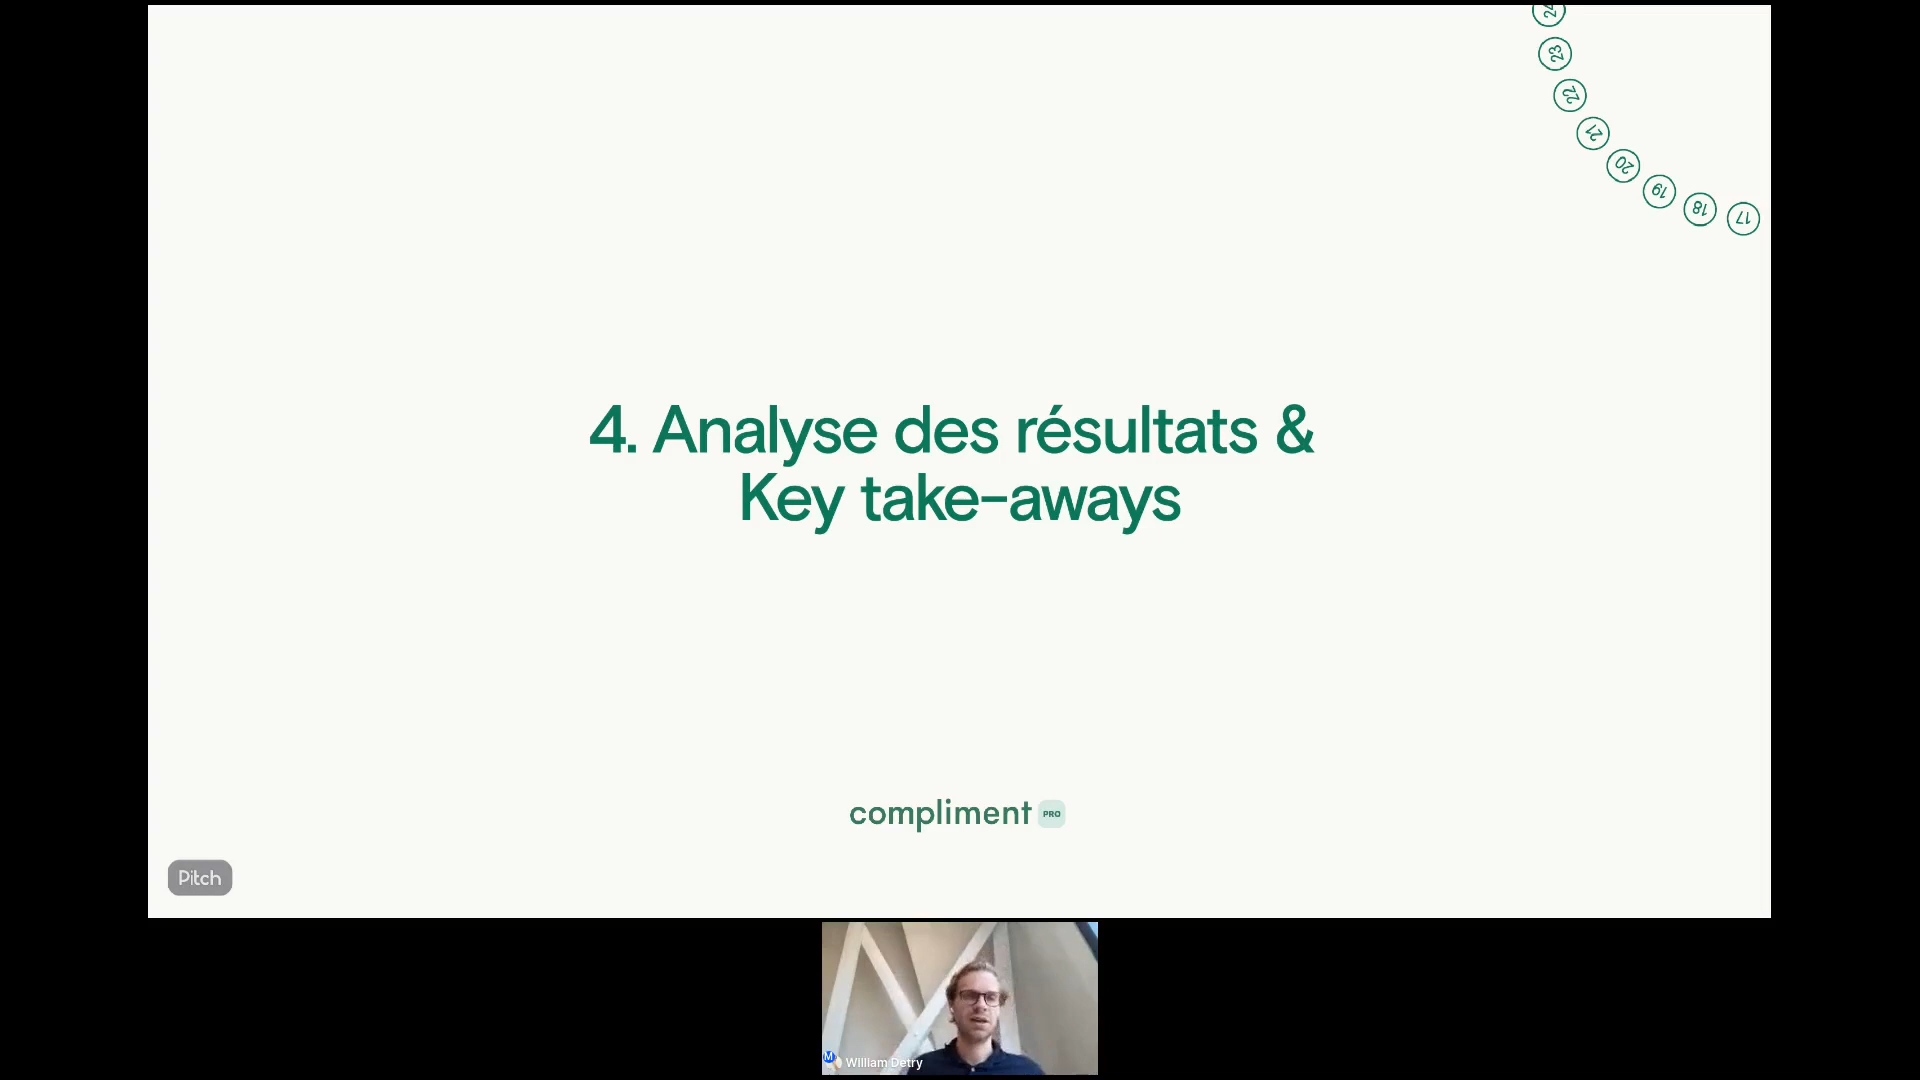 24
23
22
21
20
19
18
17
4. Analyse des résultats &
Key take-aways
compliment PRO
Pitch
M William Detry